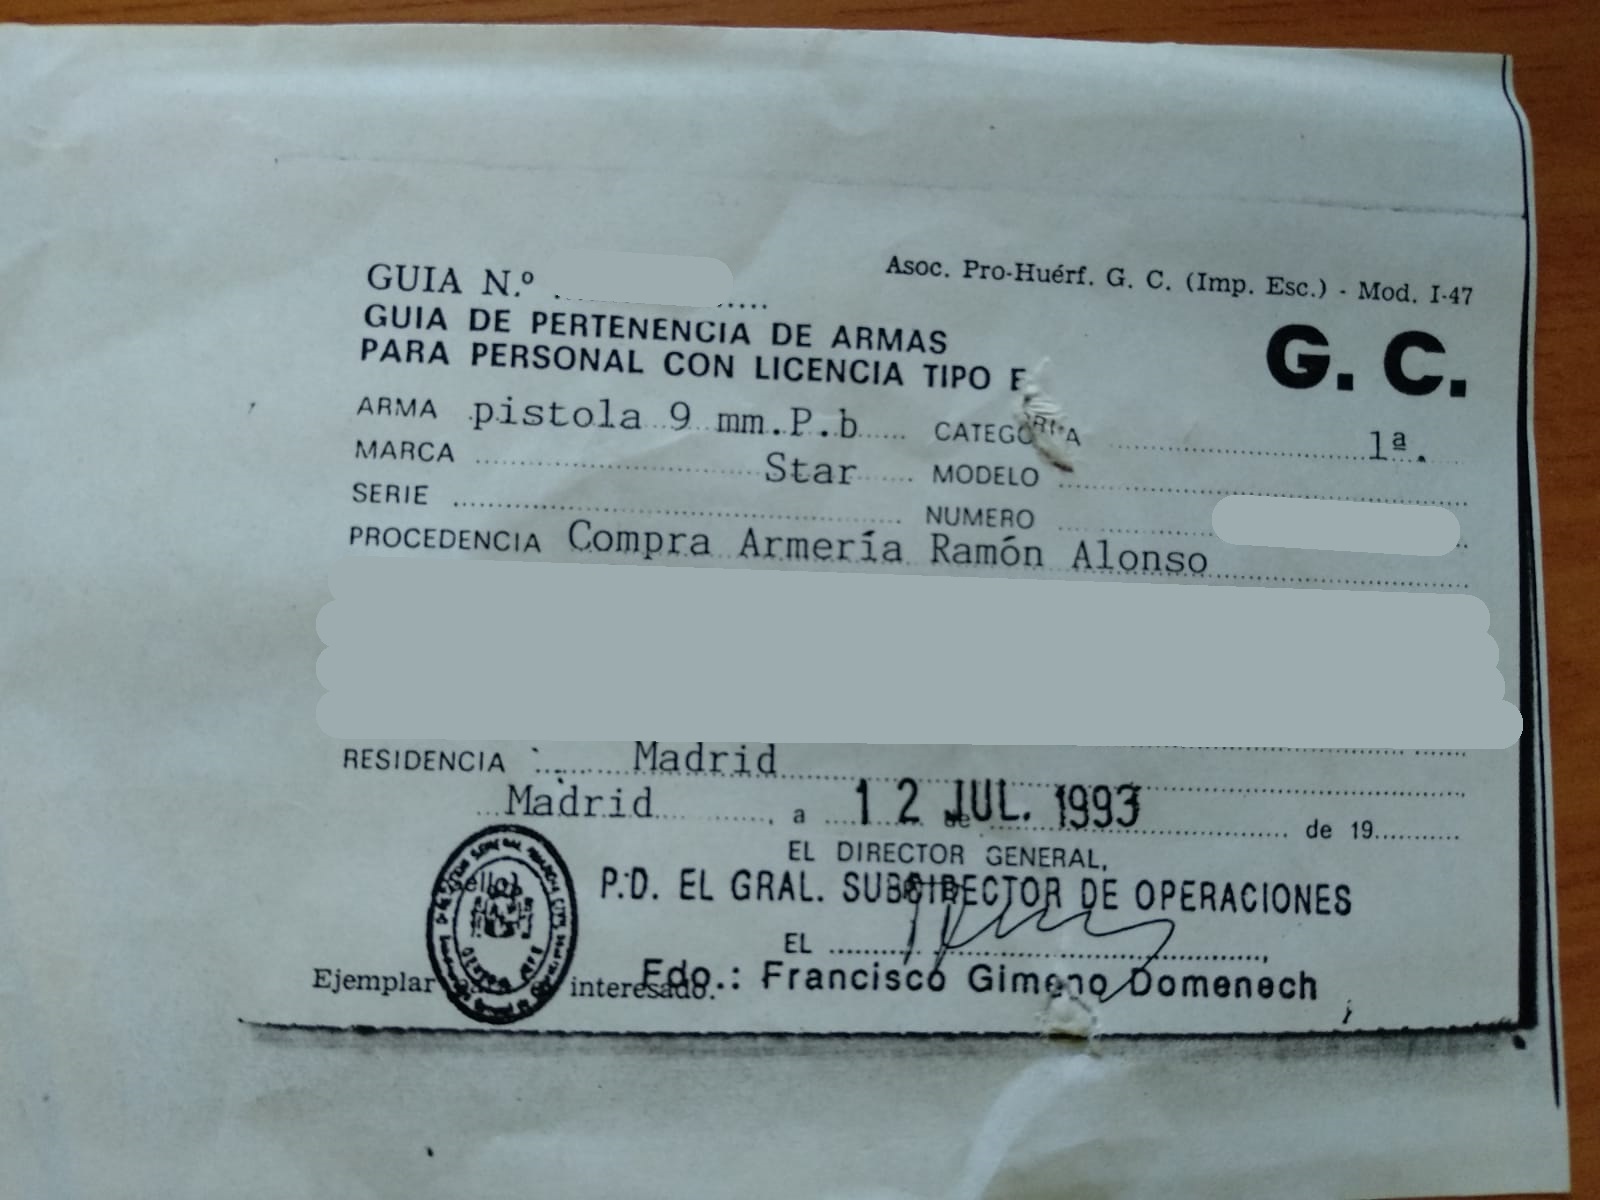 GUIA N.º
Asoc. Pro-Huérf. G. C. (Imp. Esc.) - Mod. I-47
GUIA DE PERTENENCIA DE ARMAS
PARA PERSONAL CON LICENCIA TIPO
G. C.
ARMA pistola 9 mm.P.b CATEGORIA 1ª.
MARCA Star MODELO
SERIE NUMERO
PROCEDENCIA Compra Armería Ramón Alonso
RESIDENCIA Madrid
Madrid, a 12 JUL. 1993 de 19
EL DIRECTOR GENERAL,
P.D. EL GRAL. SUBDIRECTOR DE OPERACIONES
EL
Ejemplar interesado. Fdo.: Francisco Gimeno Domenech